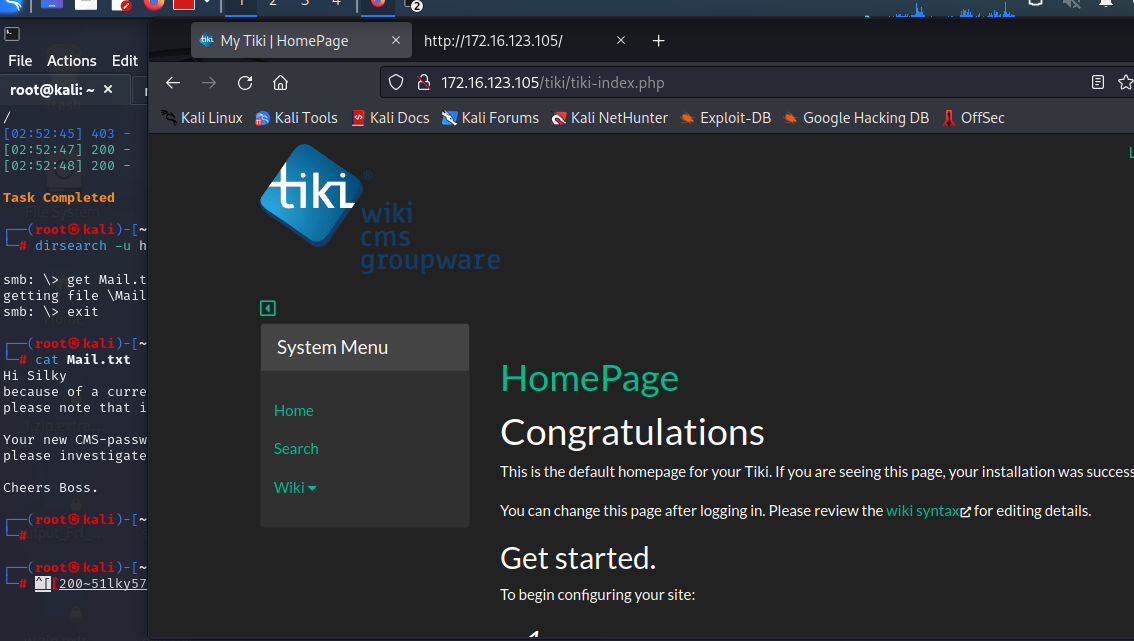 1 2 3 4 2
File Actions Edit
root@kali: ~ ×
/
[02:52:45] 403 -
[02:52:47] 200 -
[02:52:48] 200 -
Task Completed
(root㉿kali)-[~
# dirsearch -u h
smb: \> get Mail.t
getting file \Mail
smb: \> exit
(root㉿kali)-[~
# cat Mail.txt
Hi Silky
because of a curre
please note that i
Your new CMS-passw
please investigate
Cheers Boss.
(root㉿kali)-[~
#
(root㉿kali)-[~
# ^[[200~51lky57
My Tiki | HomePage
http://172.16.123.105/
172.16.123.105/tiki/tiki-index.php
Kali Linux Kali Tools Kali Docs Kali Forums Kali NetHunter Exploit-DB Google Hacking DB OffSec
tiki
wiki
cms
groupware
System Menu
Home
Search
Wiki
HomePage
Congratulations
This is the default homepage for your Tiki. If you are seeing this page, your installation was success
You can change this page after logging in. Please review the wiki syntax for editing details.
Get started.
To begin configuring your site: